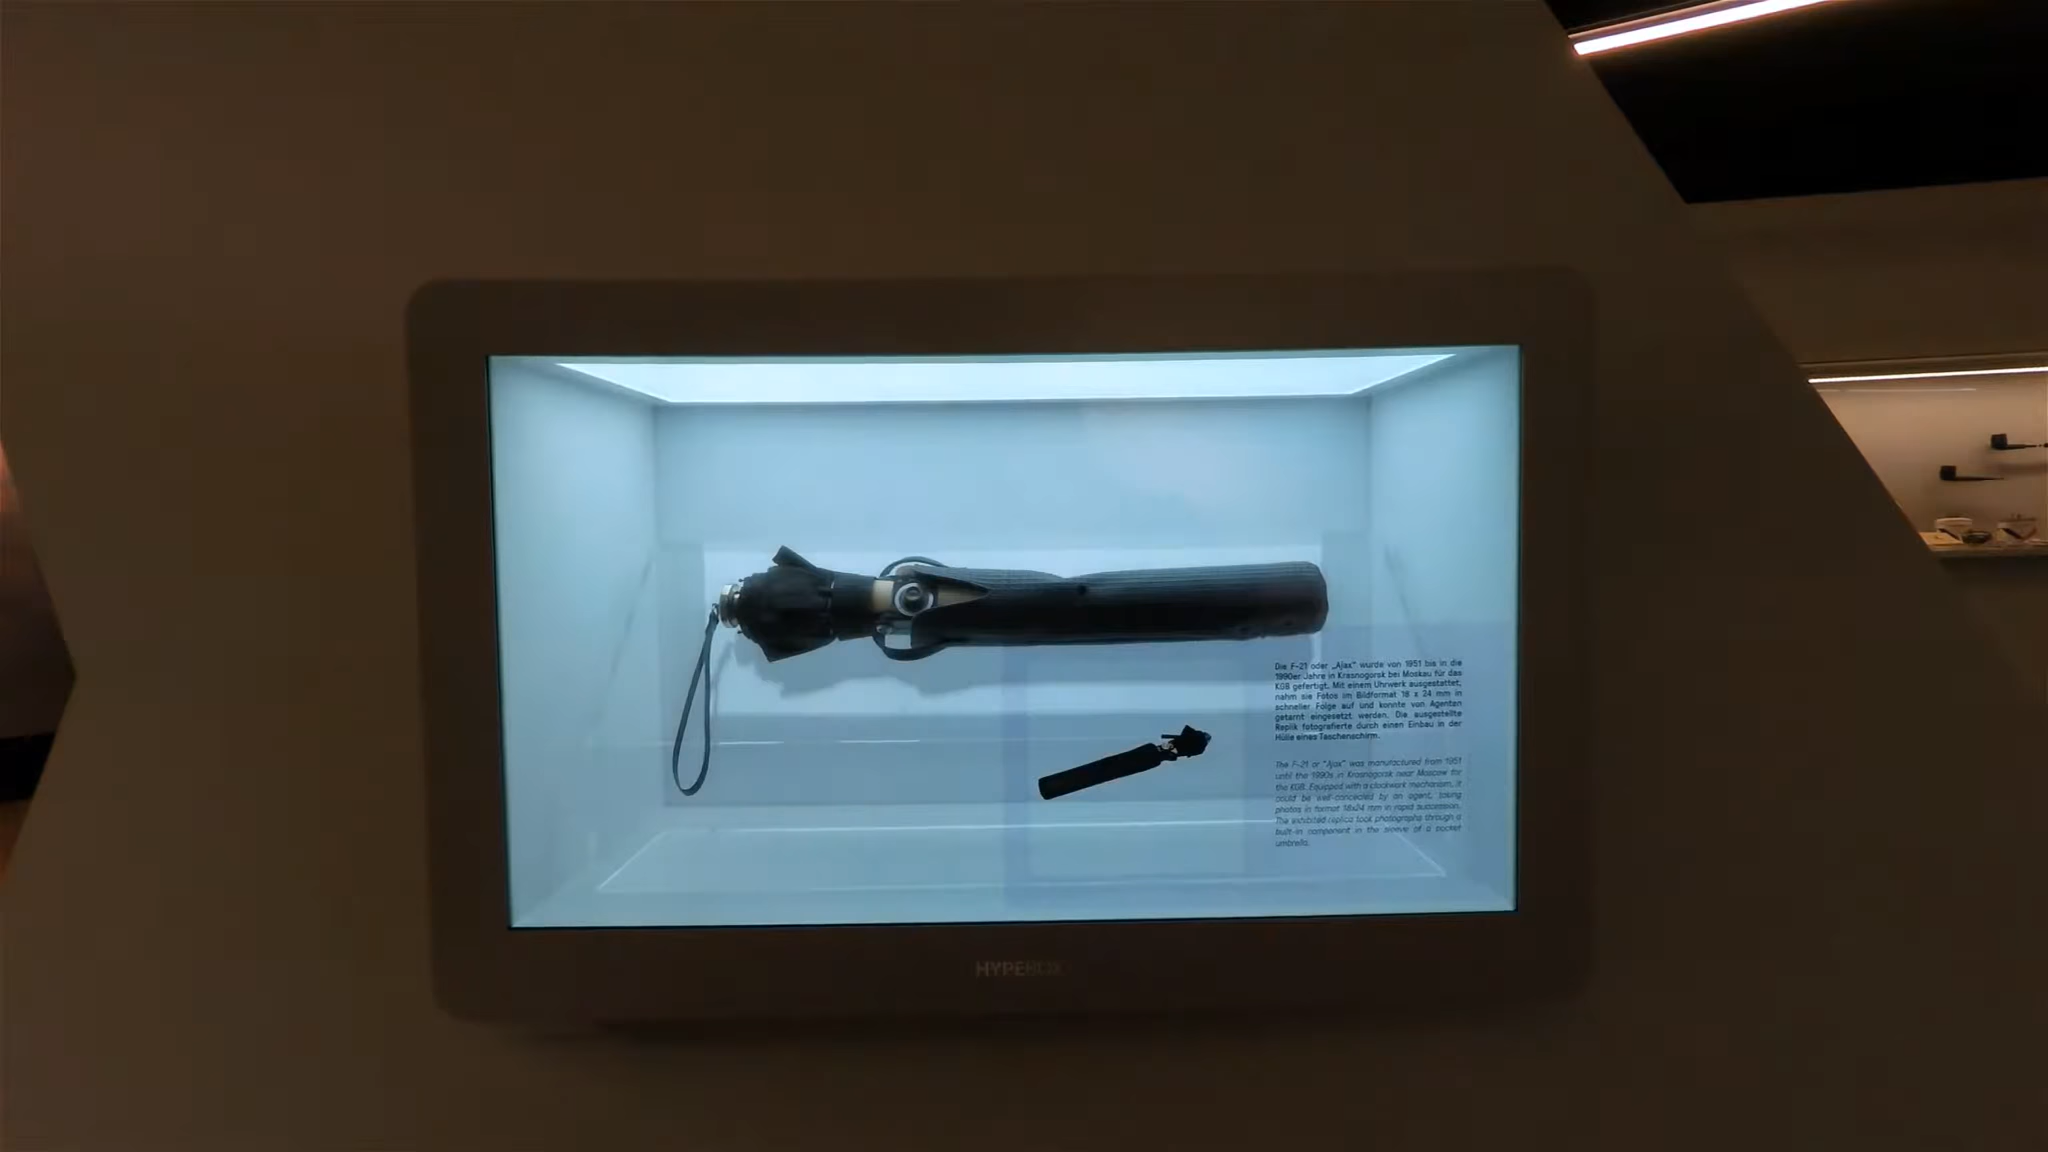 Die F-21 oder „Ajax“ wurde von 1951 bis in die
1990er Jahre in Krasnogorsk bei Moskau für das
KGB gefertigt. Mit einem Uhrwerk ausgestattet,
nahm sie Fotos im Bildformat 18 x 24 mm in
schneller Folge auf und konnte von Agenten
getarnt eingesetzt werden. Die ausgestellte
Replik fotografierte durch einen Einbau in der
Hülle eines Taschenschirm.
The F-21 or "Ajax" was manufactured from 1951
until the 1990s in Krasnogorsk near Moscow for
the KGB. Equipped with a clockwork mechanism, it
could be well-concealed by an agent, taking
photos in format 18x24 mm in rapid succession.
The exhibited replica took photographs through a
built-in component in the sleeve of a pocket
umbrella.
HYPEBOX